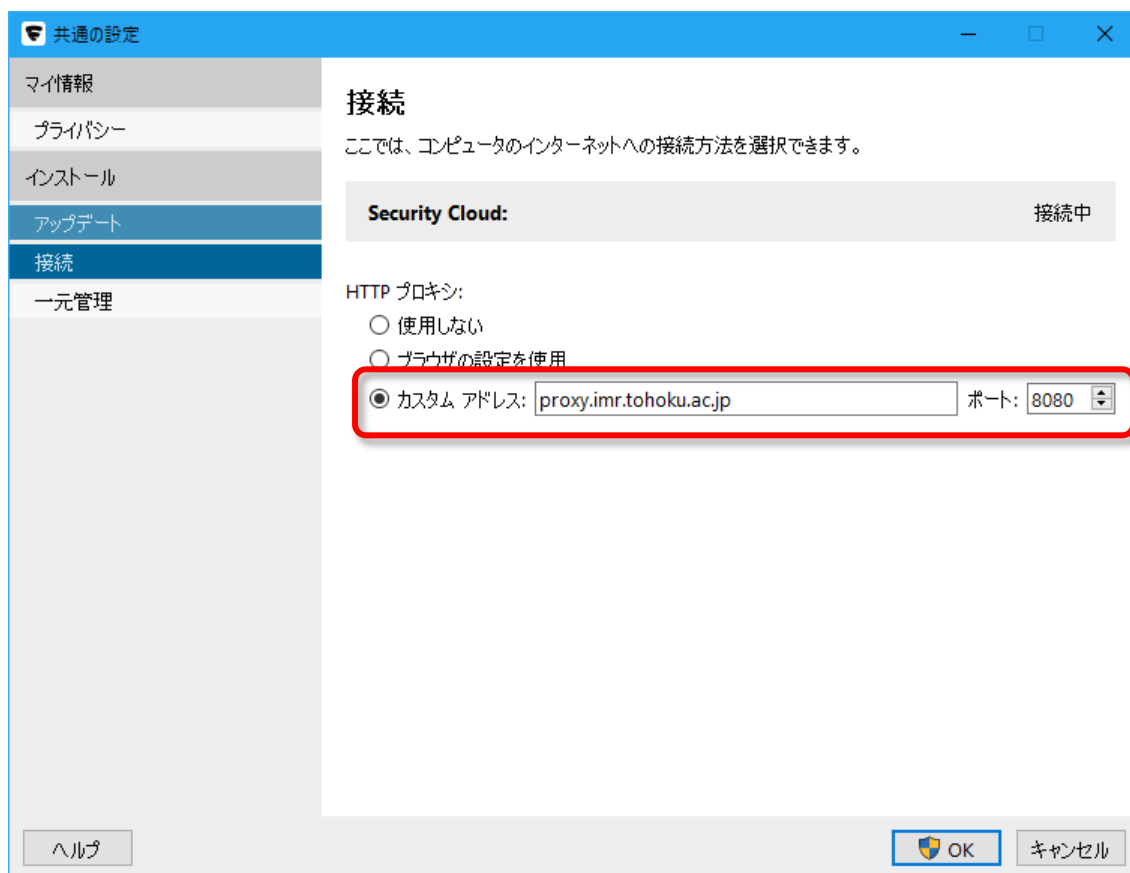 共通の設定
マイ情報
プライバシー
インストール
アップデート
接続
一元管理
接続
ここでは、コンピュータのインターネットへの接続方法を選択できます。
Security Cloud: 接続中
HTTP プロキシ:
使用しない
ブラウザの設定を使用
カスタム アドレス: proxy.imr.tohoku.ac.jp ポート: 8080
ヘルプ OK キャンセル